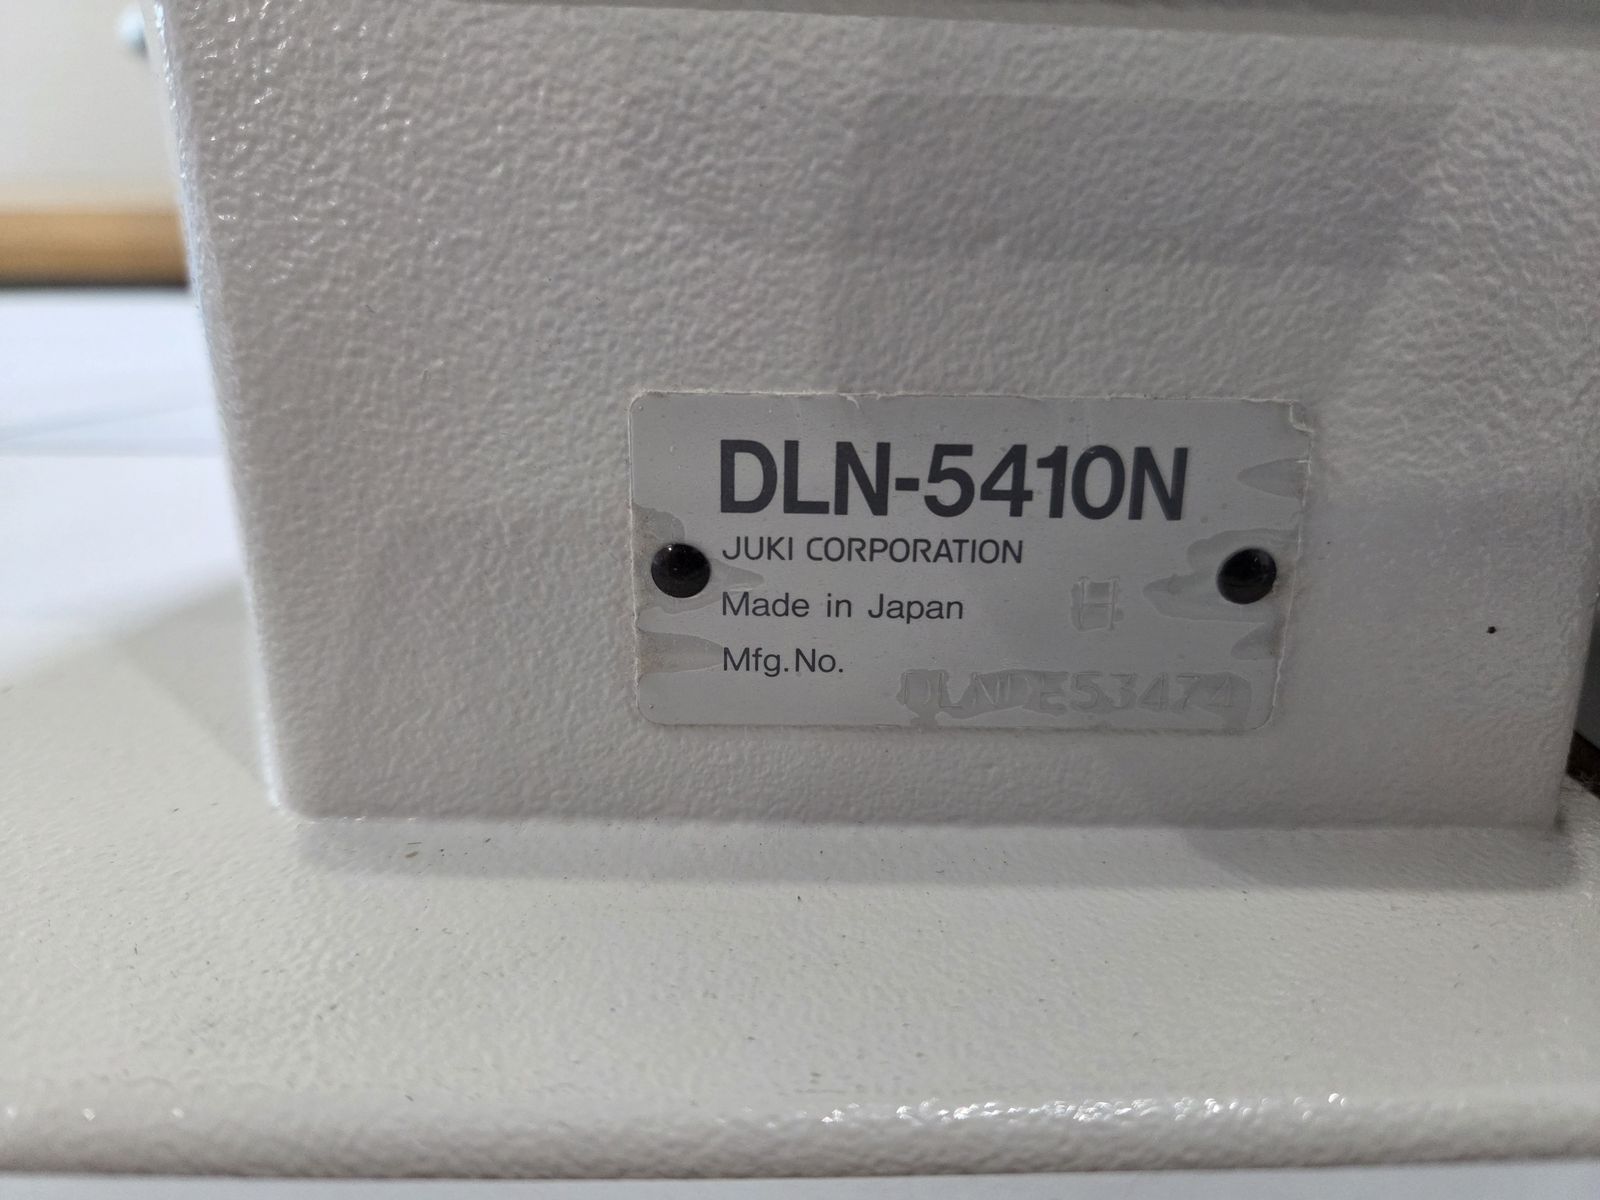 DLN-5410N
JUKI CORPORATION
Made in Japan
H
Mfg.No.